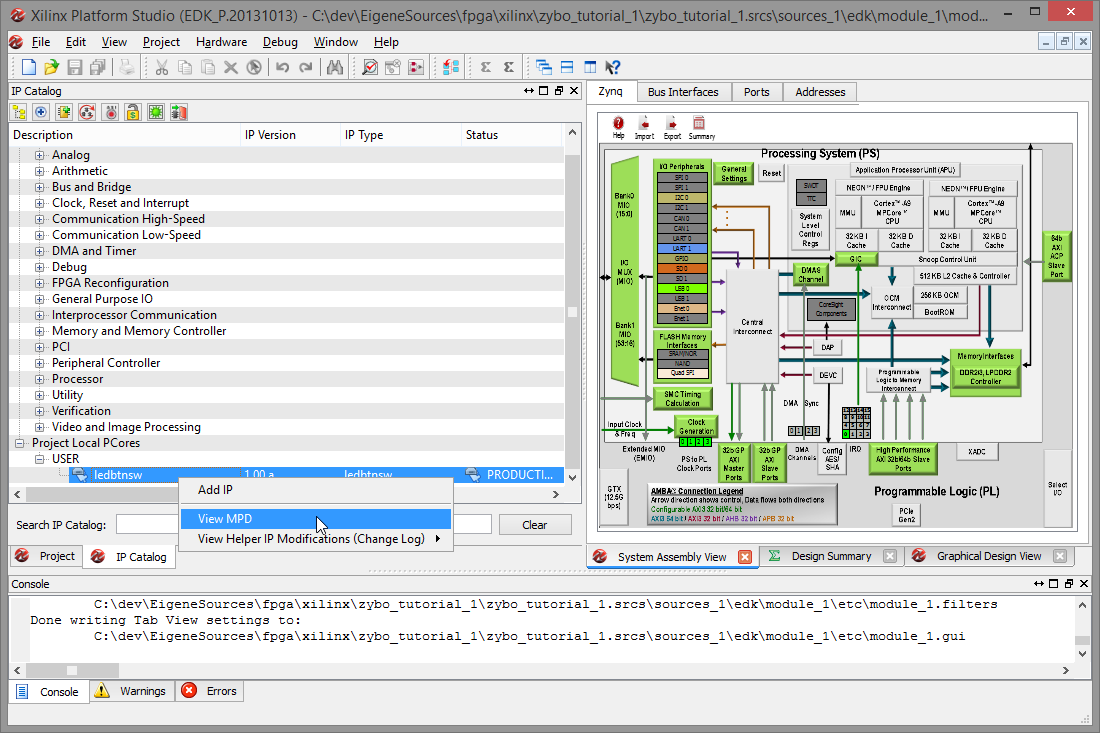 Xilinx Platform Studio (EDK_P.20131013) - C:\dev\EigeneSources\fpga\xilinx\zybo_tutorial_1\zybo_tutorial_1.srcs\sources_1\edk\module_1\mod...
File Edit View Project Hardware Debug Window Help
IP Catalog
Description IP Version IP Type Status
Analog
Arithmetic
Bus and Bridge
Clock, Reset and Interrupt
Communication High-Speed
Communication Low-Speed
DMA and Timer
Debug
FPGA Reconfiguration
General Purpose IO
Interprocessor Communication
Memory and Memory Controller
PCI
Peripheral Controller
Processor
Utility
Verification
Video and Image Processing
Project Local PCores
USER
ledbtnsw 1.00.a ledbtnsw PRODUCTI...
Add IP
View MPD
View Helper IP Modifications (Change Log)
Search IP Catalog: Clear
Project IP Catalog
Zynq Bus Interfaces Ports Addresses
Help Import Export Summary
Processing System (PS)
Bank0
MIO
(15:0)
I/O
MUX
(MIO)
Bank1
MIO
(53:16)
I/O Peripherals
SPI 0
SPI 1
I2C 0
I2C 1
CAN 0
CAN 1
UART 0
UART 1
GPIO
SD 0
SD 1
USB 0
USB 1
Enet 0
Enet 1
FLASH Memory
Interfaces
SRAM/NOR
NAND
Quad SPI
SMC Timing
Calculation
General
Settings
Reset
SWDT
TTC
System
Level
Control
Regs
Application Processor Unit (APU)
NEON™/ FPU Engine
MMU
Cortex™-A9
MPCore™
CPU
32 KB I
Cache
32 KB D
Cache
NEON™/ FPU Engine
MMU
Cortex™-A9
MPCore™
CPU
32 KB I
Cache
32 KB D
Cache
GIC
Snoop Control Unit
DMA8
Channel
512 KB L2 Cache & Controller
OCM
Interconnect
256 KB OCM
BootROM
CoreSight
Components
Central
Interconnect
DAP
DEVC
Programmable
Logic to Memory
Interconnect
Memory Interfaces
DDR2/3, LPDDR2
Controller
64b
AXI
ACP
Slave
Port
Input Clock
& Freq
Clock
Generation
0 1 2 3
Extended MIO
(EMIO)
PS to PL
Clock Ports
DMA Sync
0 1 2 3
32b GP
AXI
Master
Ports
32b GP
AXI
Slave
Ports
DMA
Channels
Config
AES/
SHA
IRQ
High Performance
AXI 32b/64b Slave
Ports
XADC
GTX
(12.5G
bps)
AMBA® Connection Legend
Arrow direction shows control, Data flows both directions
Configurable AXI3 32 bit/64 bit
AXI3 64 bit / AXI3 32 bit / AHB 32 bit / APB 32 bit
Programmable Logic (PL)
PCIe
Gen2
Select
I/O
System Assembly View Design Summary Graphical Design View
Console
C:\dev\EigeneSources\fpga\xilinx\zybo_tutorial_1\zybo_tutorial_1.srcs\sources_1\edk\module_1\etc\module_1.filters
Done writing Tab View settings to:
C:\dev\EigeneSources\fpga\xilinx\zybo_tutorial_1\zybo_tutorial_1.srcs\sources_1\edk\module_1\etc\module_1.gui
Console Warnings Errors